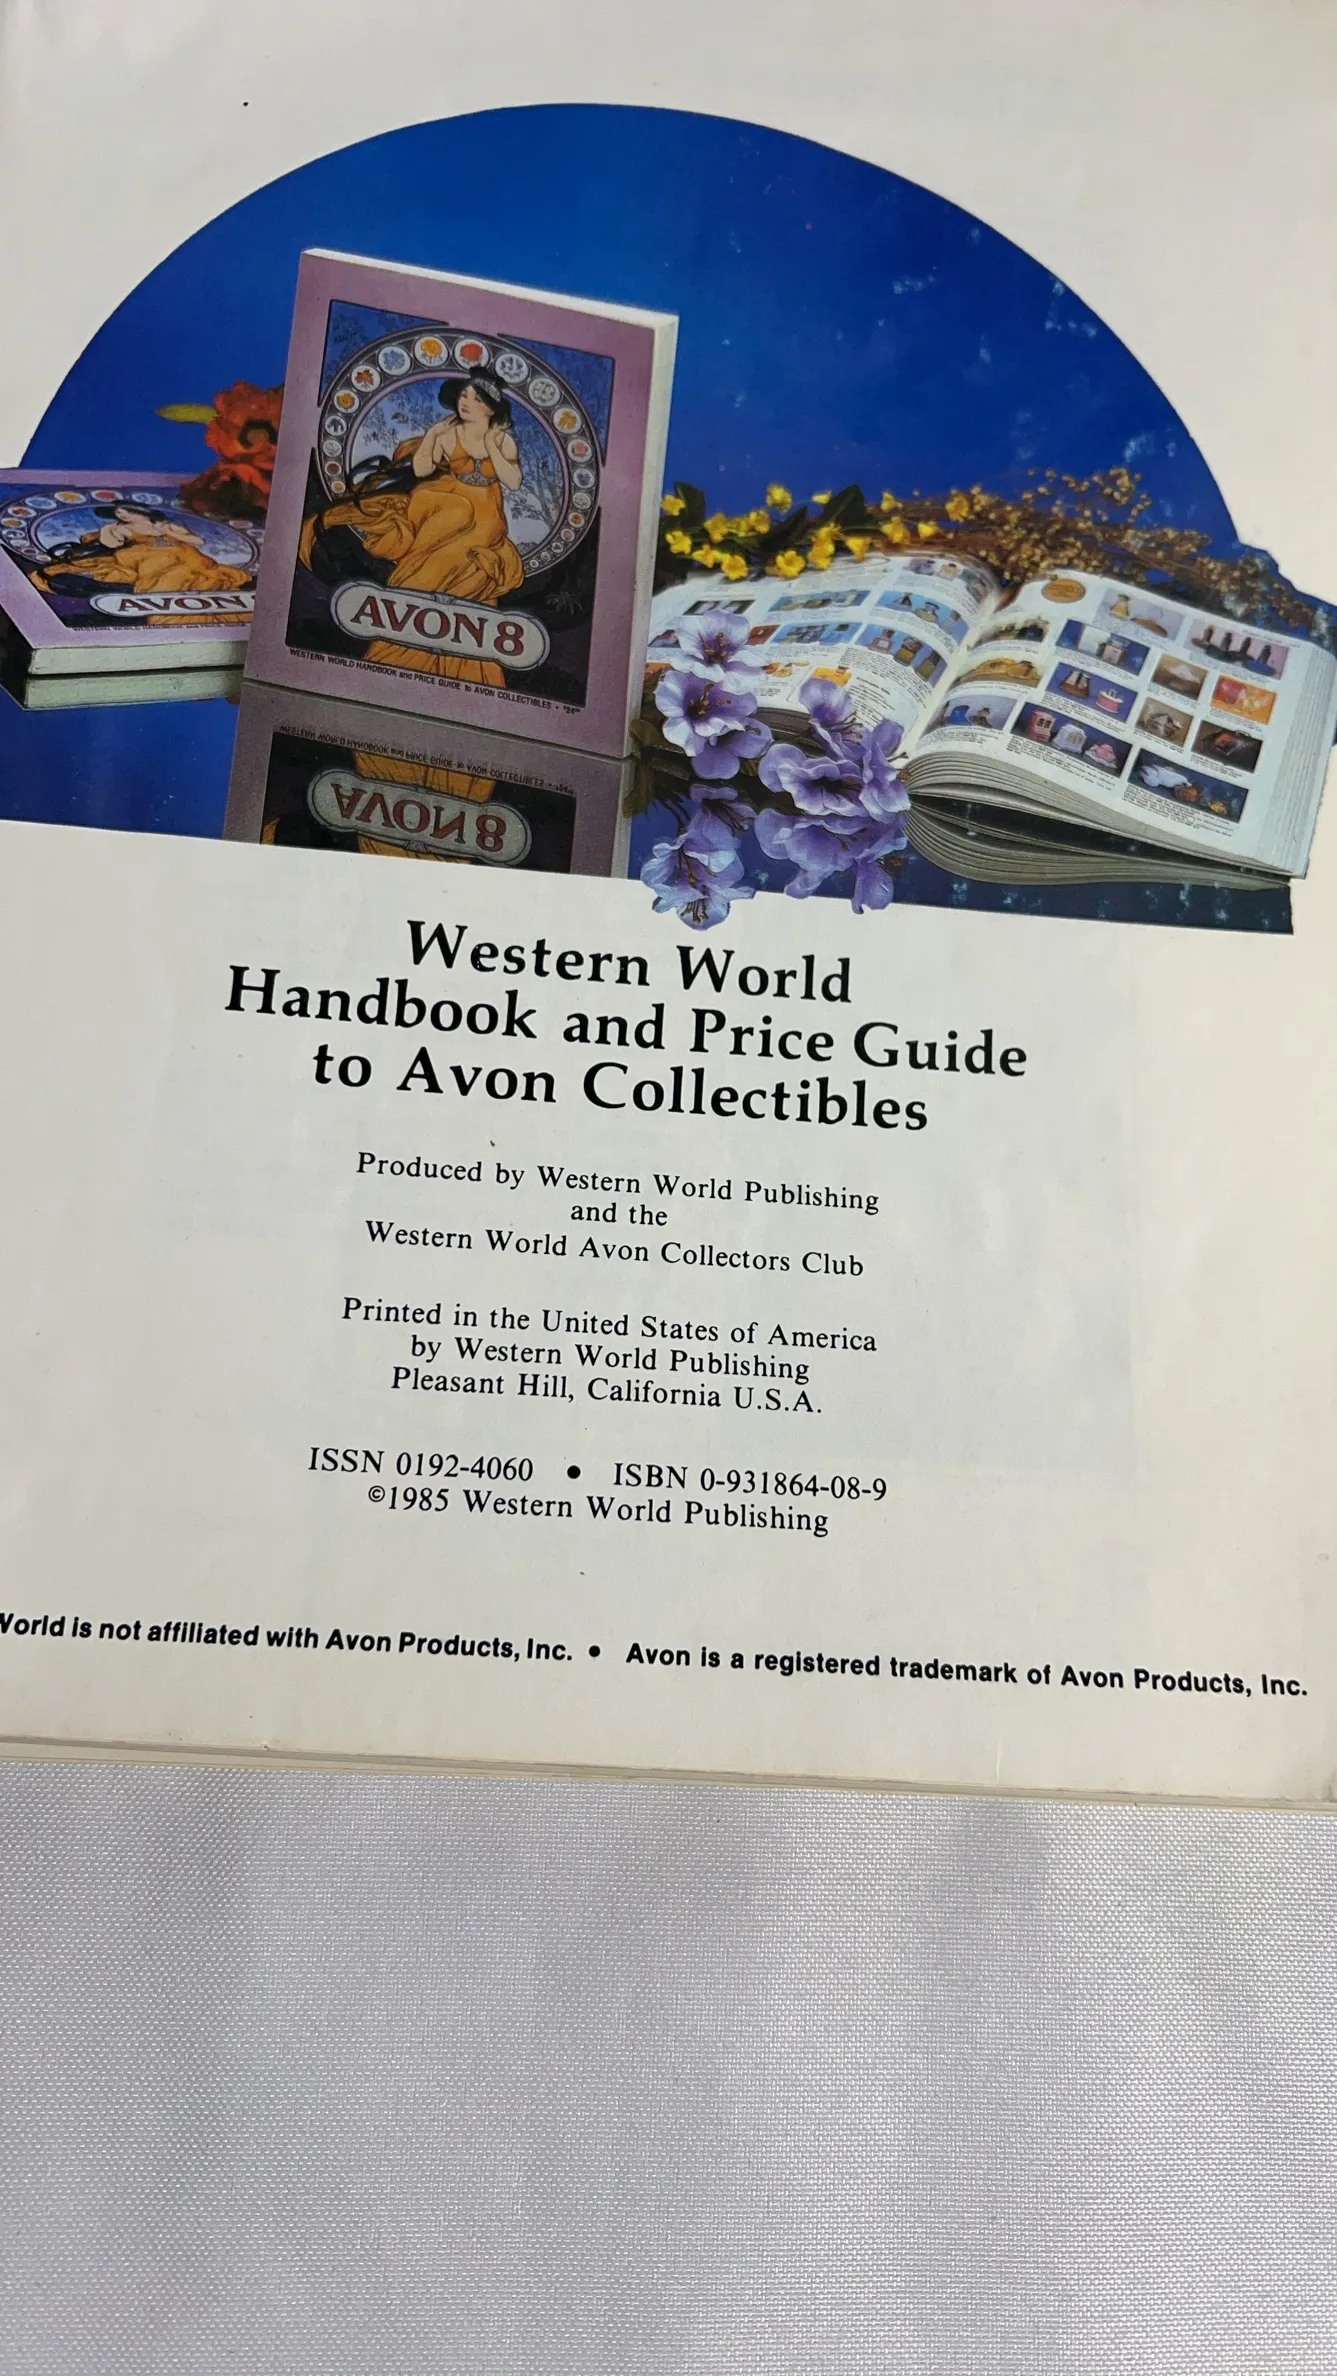 AVON 8
WESTERN WORLD HANDBOOK and PRICE GUIDE to AVON COLLECTIBLES •
AVON
Western World
Handbook and Price Guide
to Avon Collectibles
Produced by Western World Publishing
and the
Western World Avon Collectors Club
Printed in the United States of America
by Western World Publishing
Pleasant Hill, California U.S.A.
ISSN 0192-4060 • ISBN 0-931864-08-9
©1985 Western World Publishing
World is not affiliated with Avon Products, Inc. • Avon is a registered trademark of Avon Products, Inc.